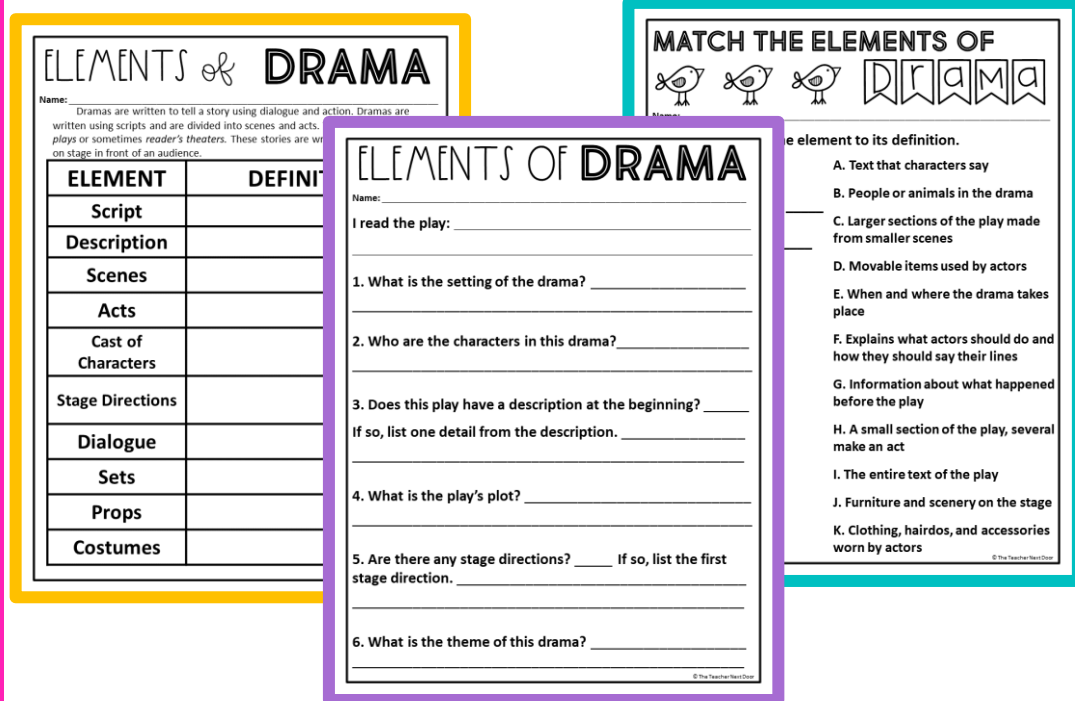 ELEMENTS of DRAMA
Name:
Dramas are written to tell a story using dialogue and action. Dramas are
written using scripts and are divided into scenes and acts.
plays or sometimes reader's theaters. These stories are
on stage in front of an audience.
ELEMENT
Script
Description
Scenes
Acts
Cast of
Characters
Stage Directions
Dialogue
Sets
Props
Costumes
ELEMENTS OF DRAMA
Name:
I read the play:
1. What is the setting of the drama?
2. Who are the characters in this drama?
3. Does this play have a description at the beginning?
If so, list one detail from the description.
4. What is the play's plot?
5. Are there any stage directions? If so, list the first
stage direction.
6. What is the theme of this drama?
© The Teacher Next Door
MATCH THE ELEMENTS OF
Drama
element to its definition.
A. Text that characters say
B. People or animals in the drama
C. Larger sections of the play made
from smaller scenes
D. Movable items used by actors
E. When and where the drama takes
place
F. Explains what actors should do and
how they should say their lines
G. Information about what happened
before the play
H. A small section of the play, several
make an act
I. The entire text of the play
J. Furniture and scenery on the stage
K. Clothing, hairdos, and accessories
worn by actors
© The Teacher Next Door